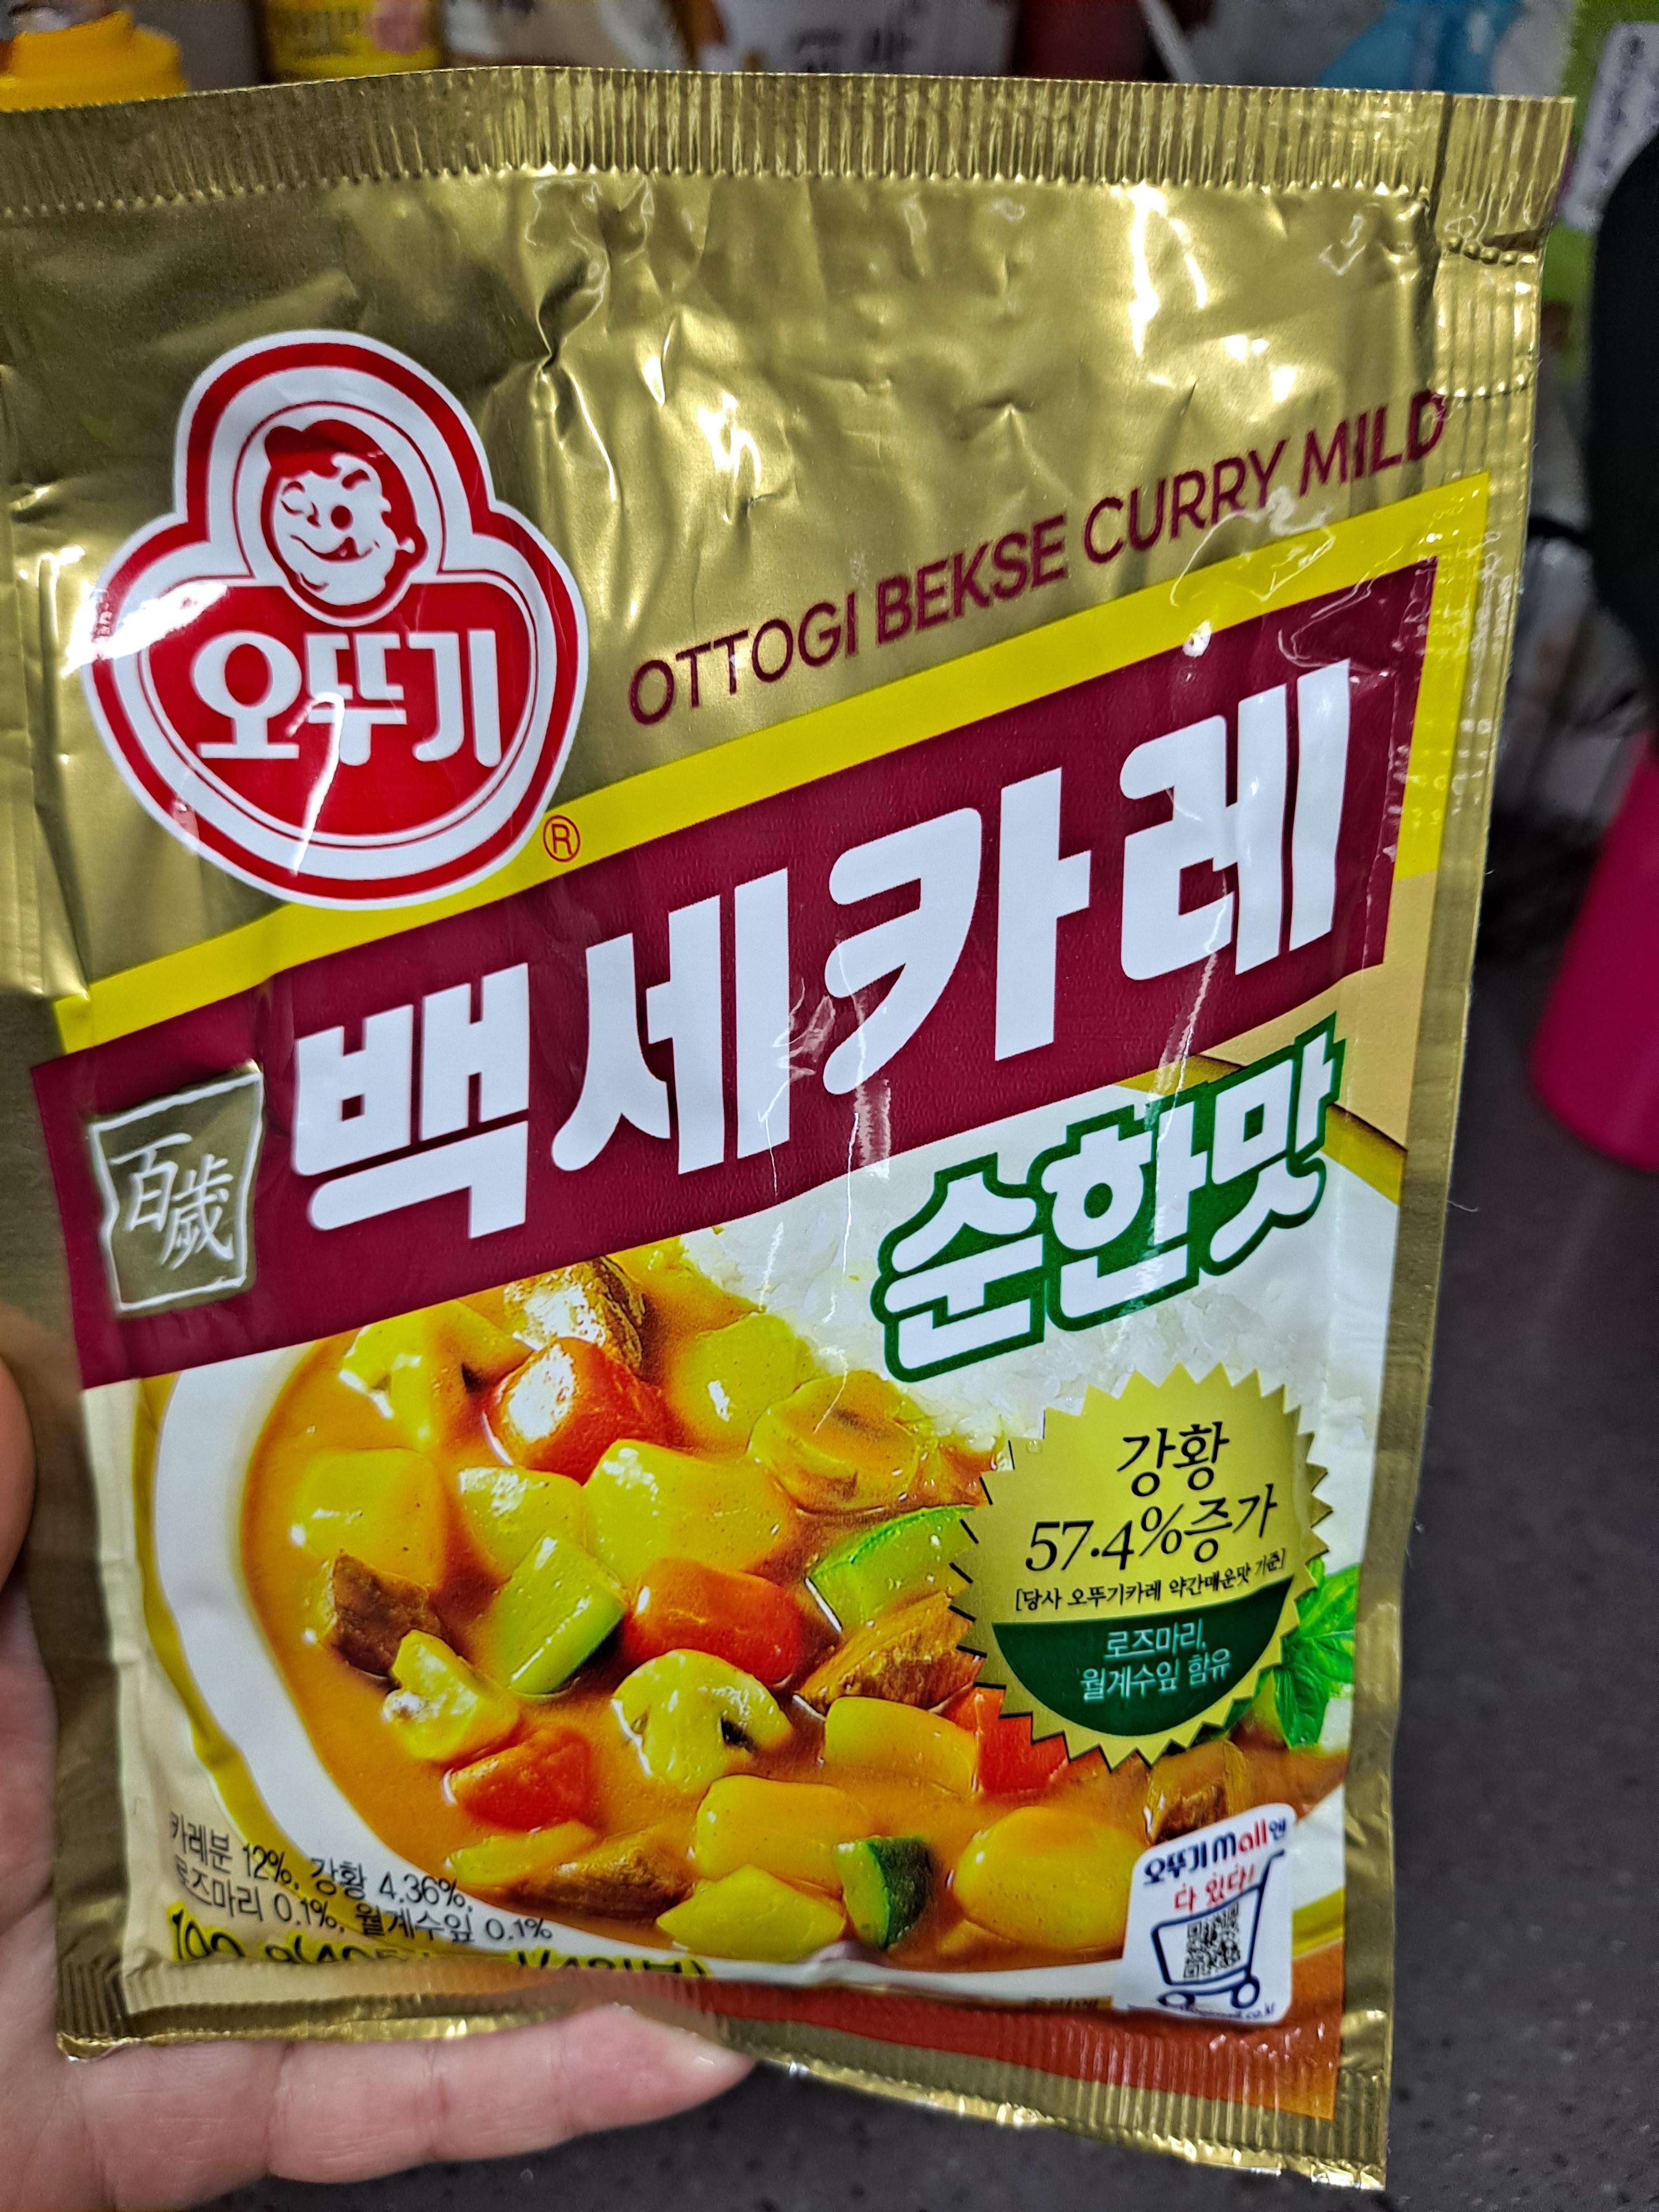 오뚜기
®
OTTOGI BEKSE CURRY MILD
백세카레
百歲
순한맛
강황
57.4%증가
[당사 오뚜기카레 약간매운맛 기준]
로즈마리,
월계수잎 함유
카레분 12%, 강황 4.36%,
로즈마리 0.1%, 월계수잎 0.1%
오뚜기mall엔
다 있다!